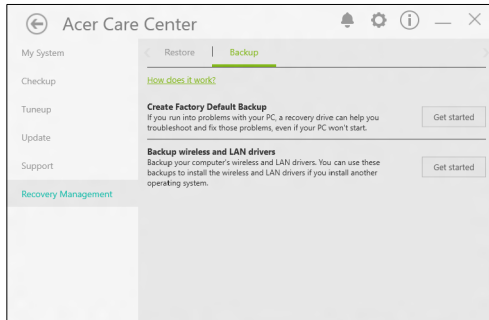 Acer Care Center
My System
Restore
Backup
Checkup
How does it work?
Create Factory Default Backup
If you run into problems with your PC, a recovery drive can help you
troubleshoot and fix those problems, even if your PC won't start.
Get started
Tuneup
Update
Backup wireless and LAN drivers
Backup your computer's wireless and LAN drivers. You can use these
backups to install the wireless and LAN drivers if you install another
operating system.
Get started
Support
Recovery Management